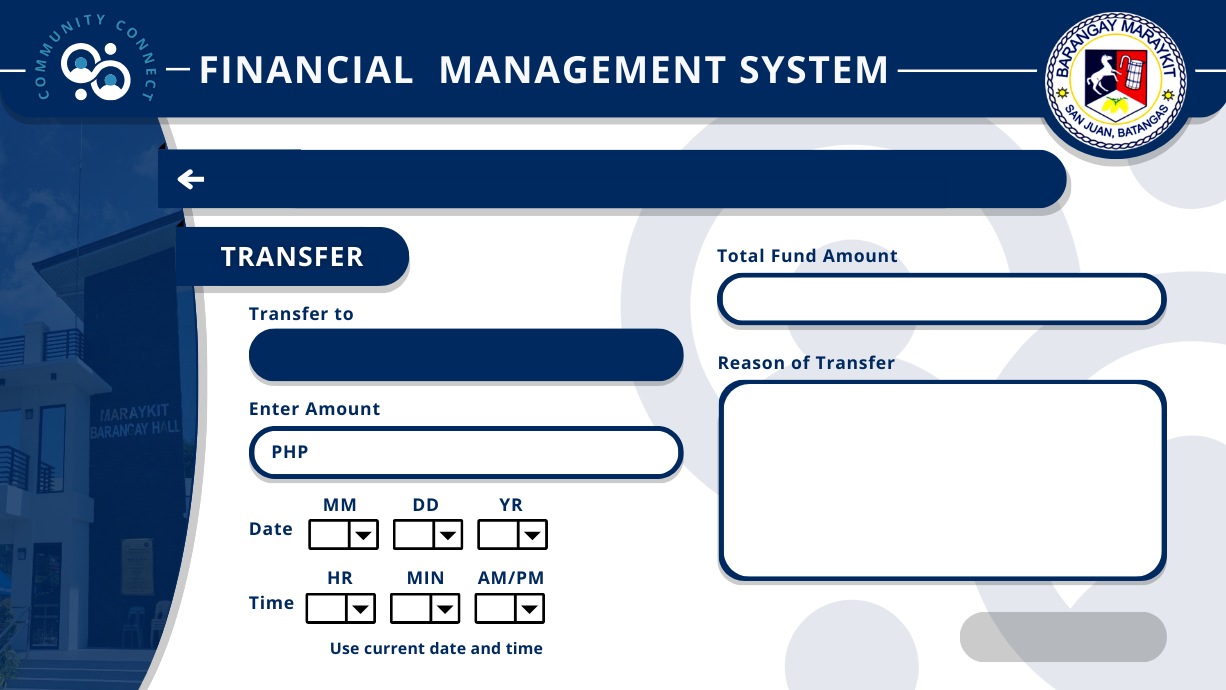 COMMUNITY CONNECT
FINANCIAL MANAGEMENT SYSTEM
BARANGAY MARAYKIT
SAN JUAN, BATANGAS
TRANSFER
Transfer to
Enter Amount
PHP
MM DD YR
Date
HR MIN AM/PM
Time
Use current date and time
Total Fund Amount
Reason of Transfer
MARAYKIT
BARANGAY HALL